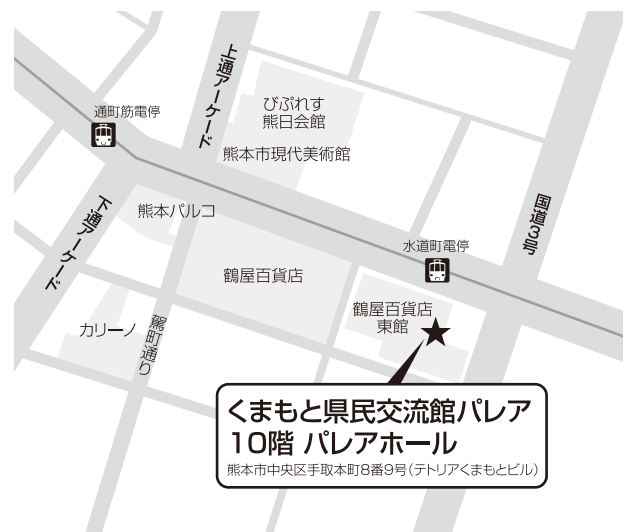 上通アーケード
通町筋電停
びぷれす
熊日会館
熊本市現代美術館
国道3号
下通アーケード
熊本パルコ
水道町電停
鶴屋百貨店
鶴屋百貨店
東館
カリーノ
駕町通り
くまもと県民交流館パレア
10階 パレアホール
熊本市中央区手取本町8番9号(テトリアくまもとビル)